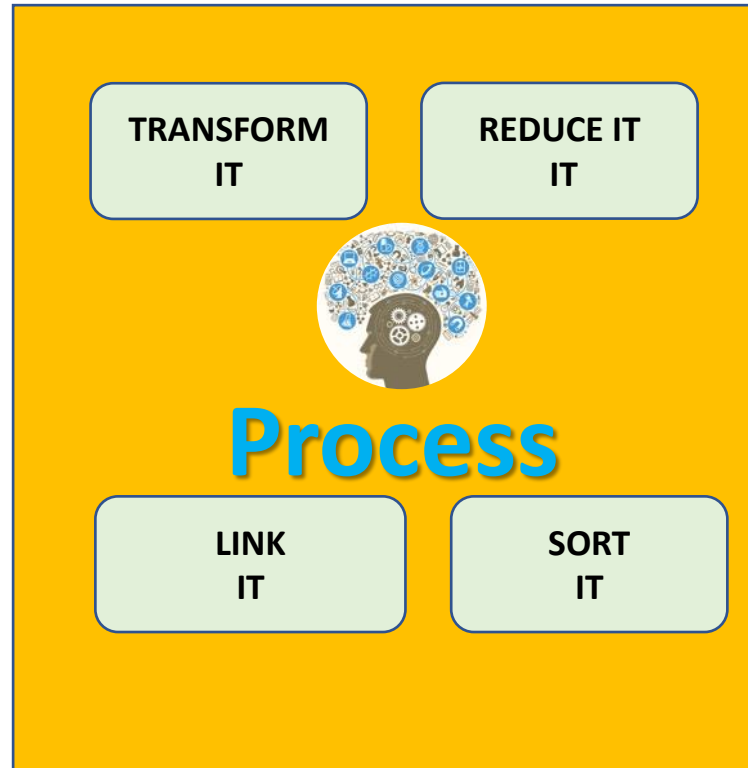 TRANSFORM
IT
REDUCE IT
IT
Process
LINK
IT
SORT
IT